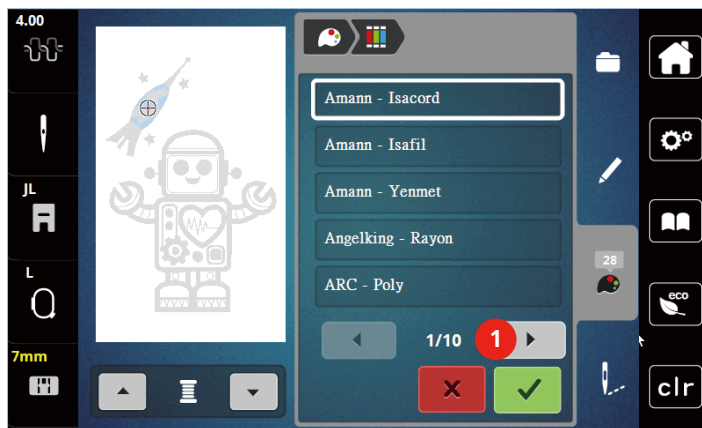 4.00
JL
L
7mm
Amann - Isacord
Amann - Isafil
Amann - Yenmet
Angelking - Rayon
ARC - Poly
1/10
1
28
eco
clr